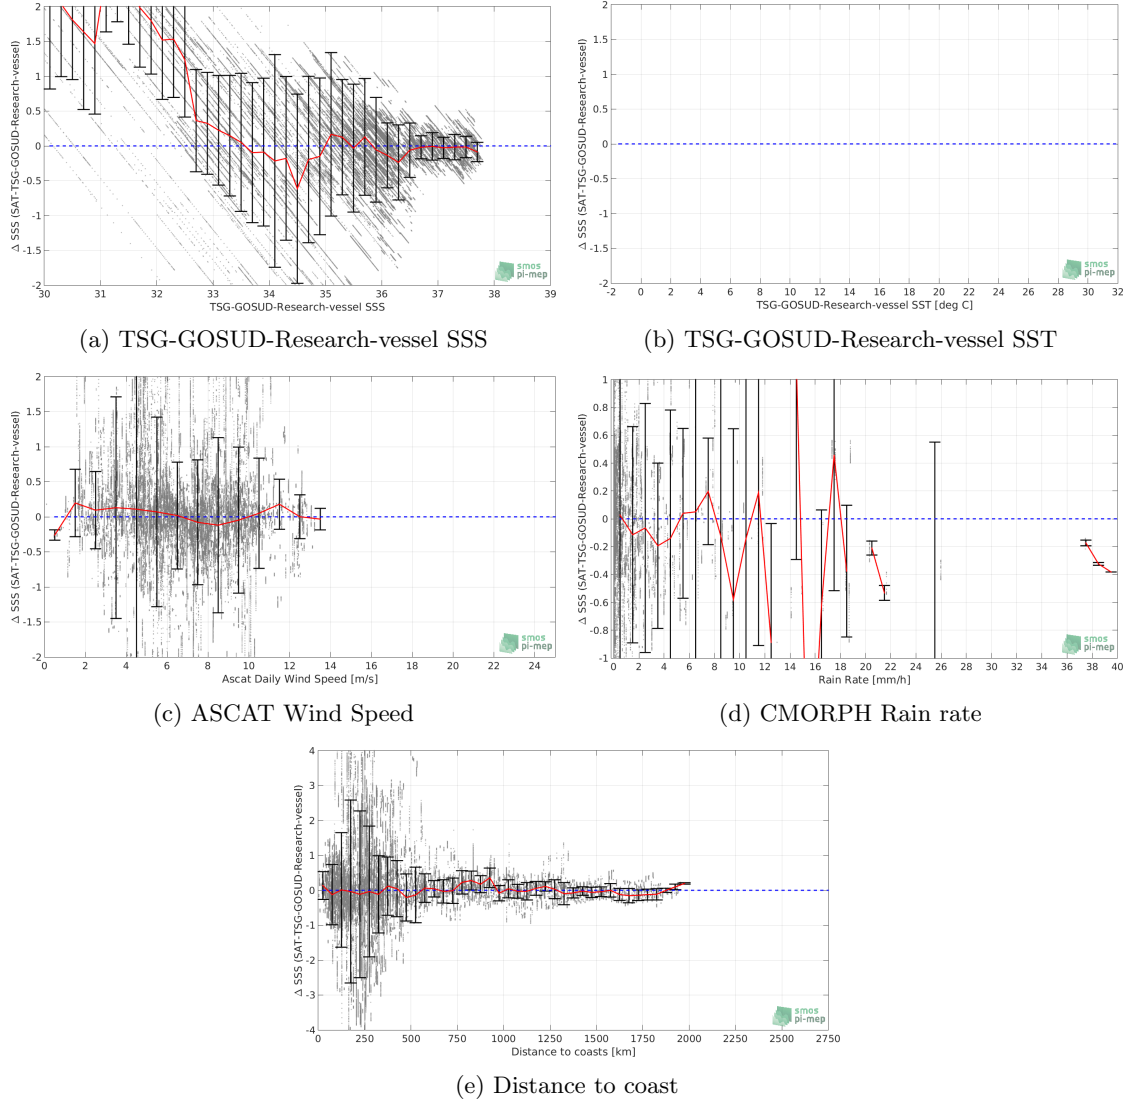 Δ SSS (SAT-TSG-GOSUD-Research-vessel)
2
1.5
1
0.5
0
-0.5
-1
-1.5
-2
30 31 32 33 34 35 36 37 38 39
TSG-GOSUD-Research-vessel SSS
smos
pi-mep
(a) TSG-GOSUD-Research-vessel SSS
Δ SSS (SAT-TSG-GOSUD-Research-vessel)
2
1.5
1
0.5
0
-0.5
-1
-1.5
-2
-2 0 2 4 6 8 10 12 14 16 18 20 22 24 26 28 30 32
TSG-GOSUD-Research-vessel SST [deg C]
smos
pi-mep
(b) TSG-GOSUD-Research-vessel SST
Δ SSS (SAT-TSG-GOSUD-Research-vessel)
2
1.5
1
0.5
0
-0.5
-1
-1.5
-2
0 2 4 6 8 10 12 14 16 18 20 22 24
Ascat Daily Wind Speed [m/s]
smos
pi-mep
(c) ASCAT Wind Speed
Δ SSS (SAT-TSG-GOSUD-Research-vessel)
1
0.8
0.6
0.4
0.2
0
-0.2
-0.4
-0.6
-0.8
-1
0 2 4 6 8 10 12 14 16 18 20 22 24 26 28 30 32 34 36 38 40
Rain Rate [mm/h]
smos
pi-mep
(d) CMORPH Rain rate
Δ SSS (SAT-TSG-GOSUD-Research-vessel)
4
3
2
1
0
-1
-2
-3
-4
0 250 500 750 1000 1250 1500 1750 2000 2250 2500 2750
Distance to coasts [km]
smos
pi-mep
(e) Distance to coast